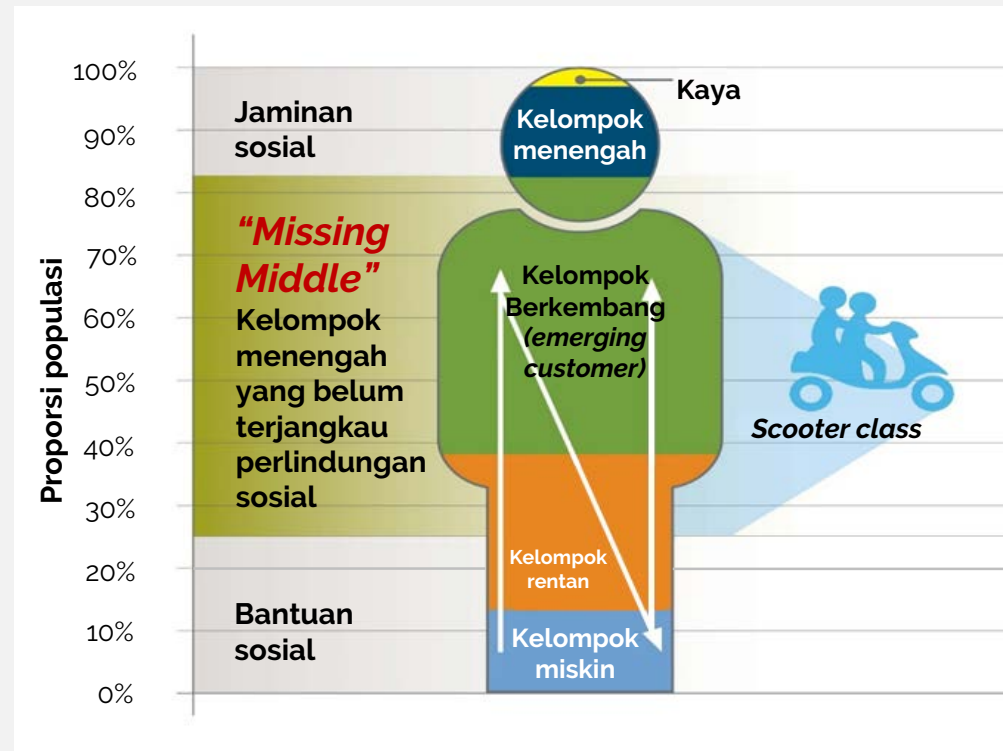 Proporsi populasi
100%
90%
80%
70%
60%
50%
40%
30%
20%
10%
0%
Jaminan
sosial
“Missing
Middle”
Kelompok
menengah
yang belum
terjangkau
perlindungan
sosial
Bantuan
sosial
Kaya
Kelompok
menengah
Kelompok
Berkembang
(emerging
customer)
Kelompok
rentan
Kelompok
miskin
Scooter class